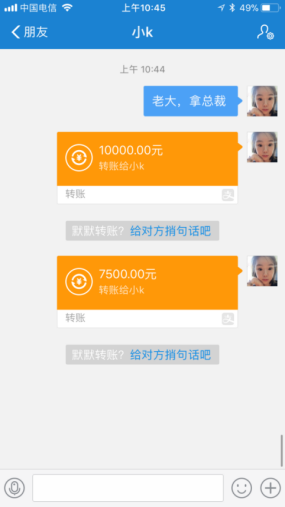 中国电信
上午10:45
49%
朋友
小k
上午 10:44
老大，拿总裁
10000.00元
转账给小k
转账
默默转账？给对方捎句话吧
7500.00元
转账给小k
转账
默默转账？给对方捎句话吧